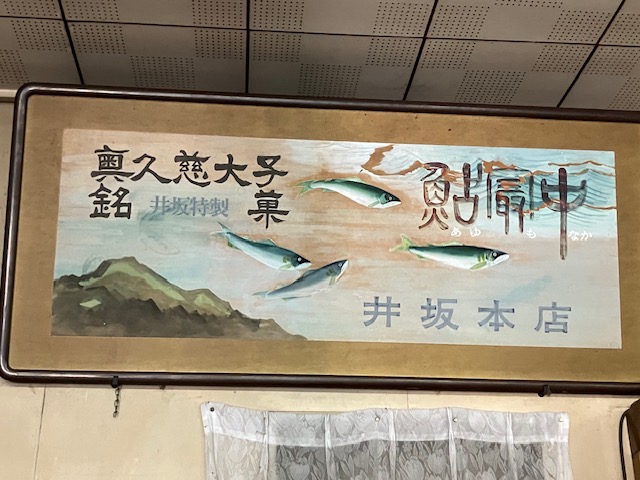 奥久慈大子
銘菓
井坂特製
鮎最中
あゆもなか
井坂本店